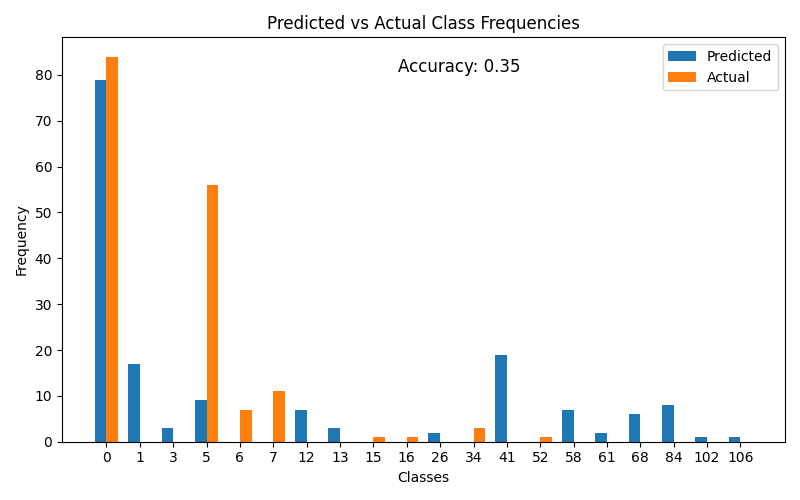 Predicted vs Actual Class Frequencies
Accuracy: 0.35
Predicted
Actual
Frequency
80
70
60
50
40
30
20
10
0
0 1 3 5 6 7 12 13 15 16 26 34 41 52 58 61 68 84 102 106
Classes